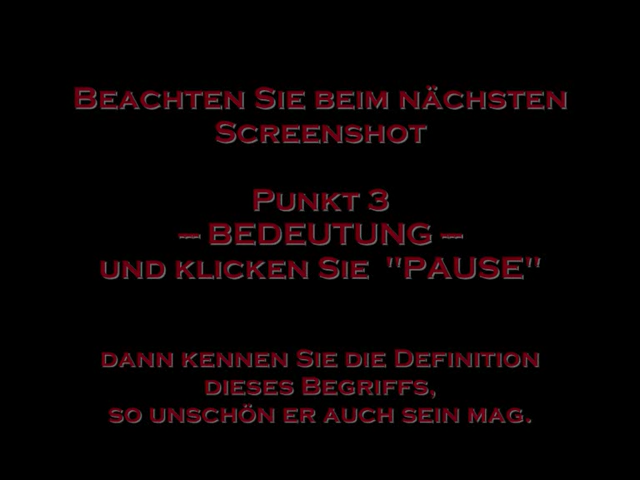 Beachten Sie beim nächsten
Screenshot
Punkt 3
--- BEDEUTUNG ---
und klicken Sie "PAUSE"
dann kennen Sie die Definition
dieses Begriffs,
so unschön er auch sein mag.